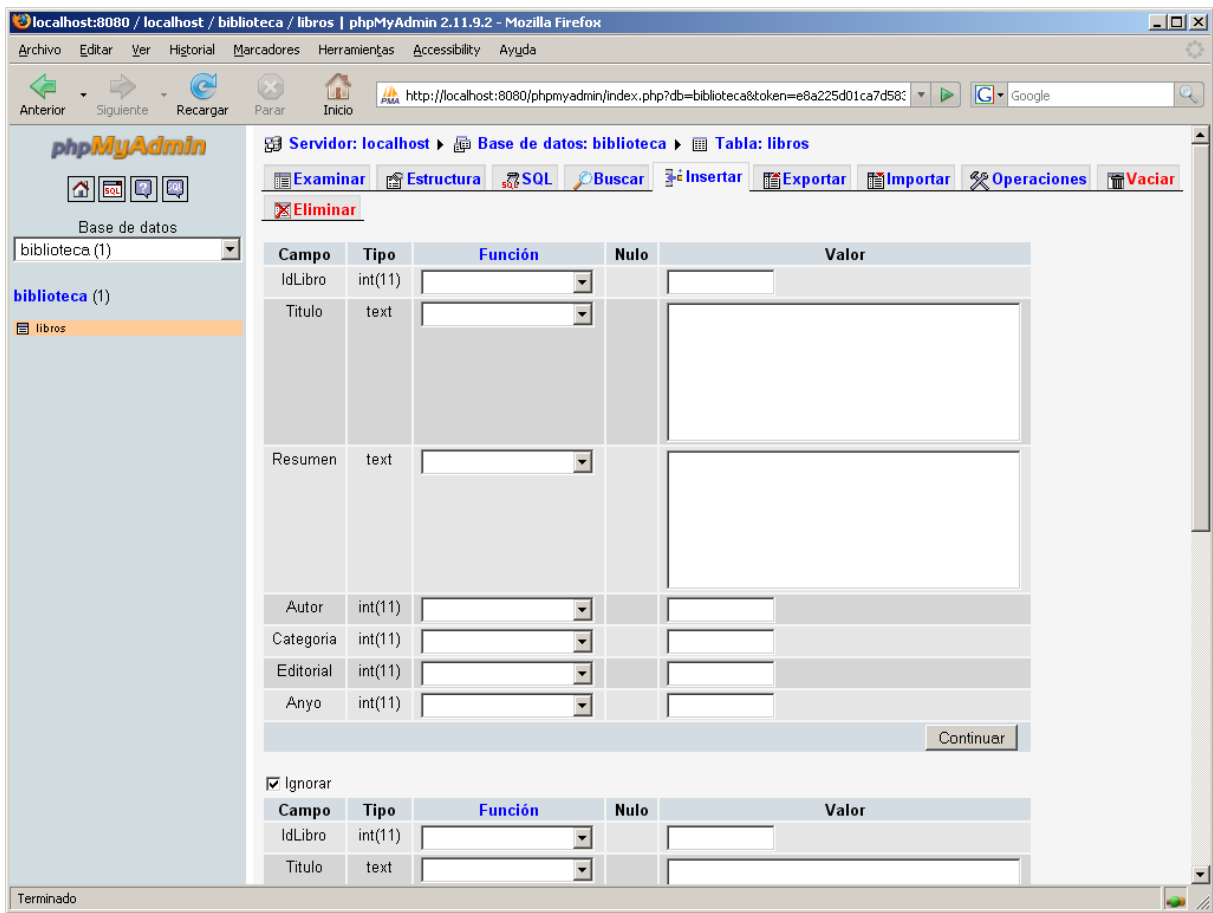 localhost:8080 / localhost / biblioteca / libros | phpMyAdmin 2.11.9.2 - Mozilla Firefox
Archivo Editar Ver Historial Marcadores Herramientas Accessibility Ayuda
Anterior Siguiente Recargar Parar Inicio PMA http://localhost:8080/phpmyadmin/index.php?db=biblioteca&token=e8a225d01ca7d583 G Google
phpMyAdmin
SQL SQL
Base de datos
biblioteca (1)
biblioteca (1)
libros
Servidor: localhost Base de datos: biblioteca Tabla: libros
Examinar Estructura SQL Buscar Insertar Exportar Importar Operaciones Vaciar
Eliminar
Campo Tipo Función Nulo Valor
IdLibro int(11)
Titulo text
Resumen text
Autor int(11)
Categoria int(11)
Editorial int(11)
Anyo int(11)
Continuar
Ignorar
Campo Tipo Función Nulo Valor
IdLibro int(11)
Titulo text
Terminado